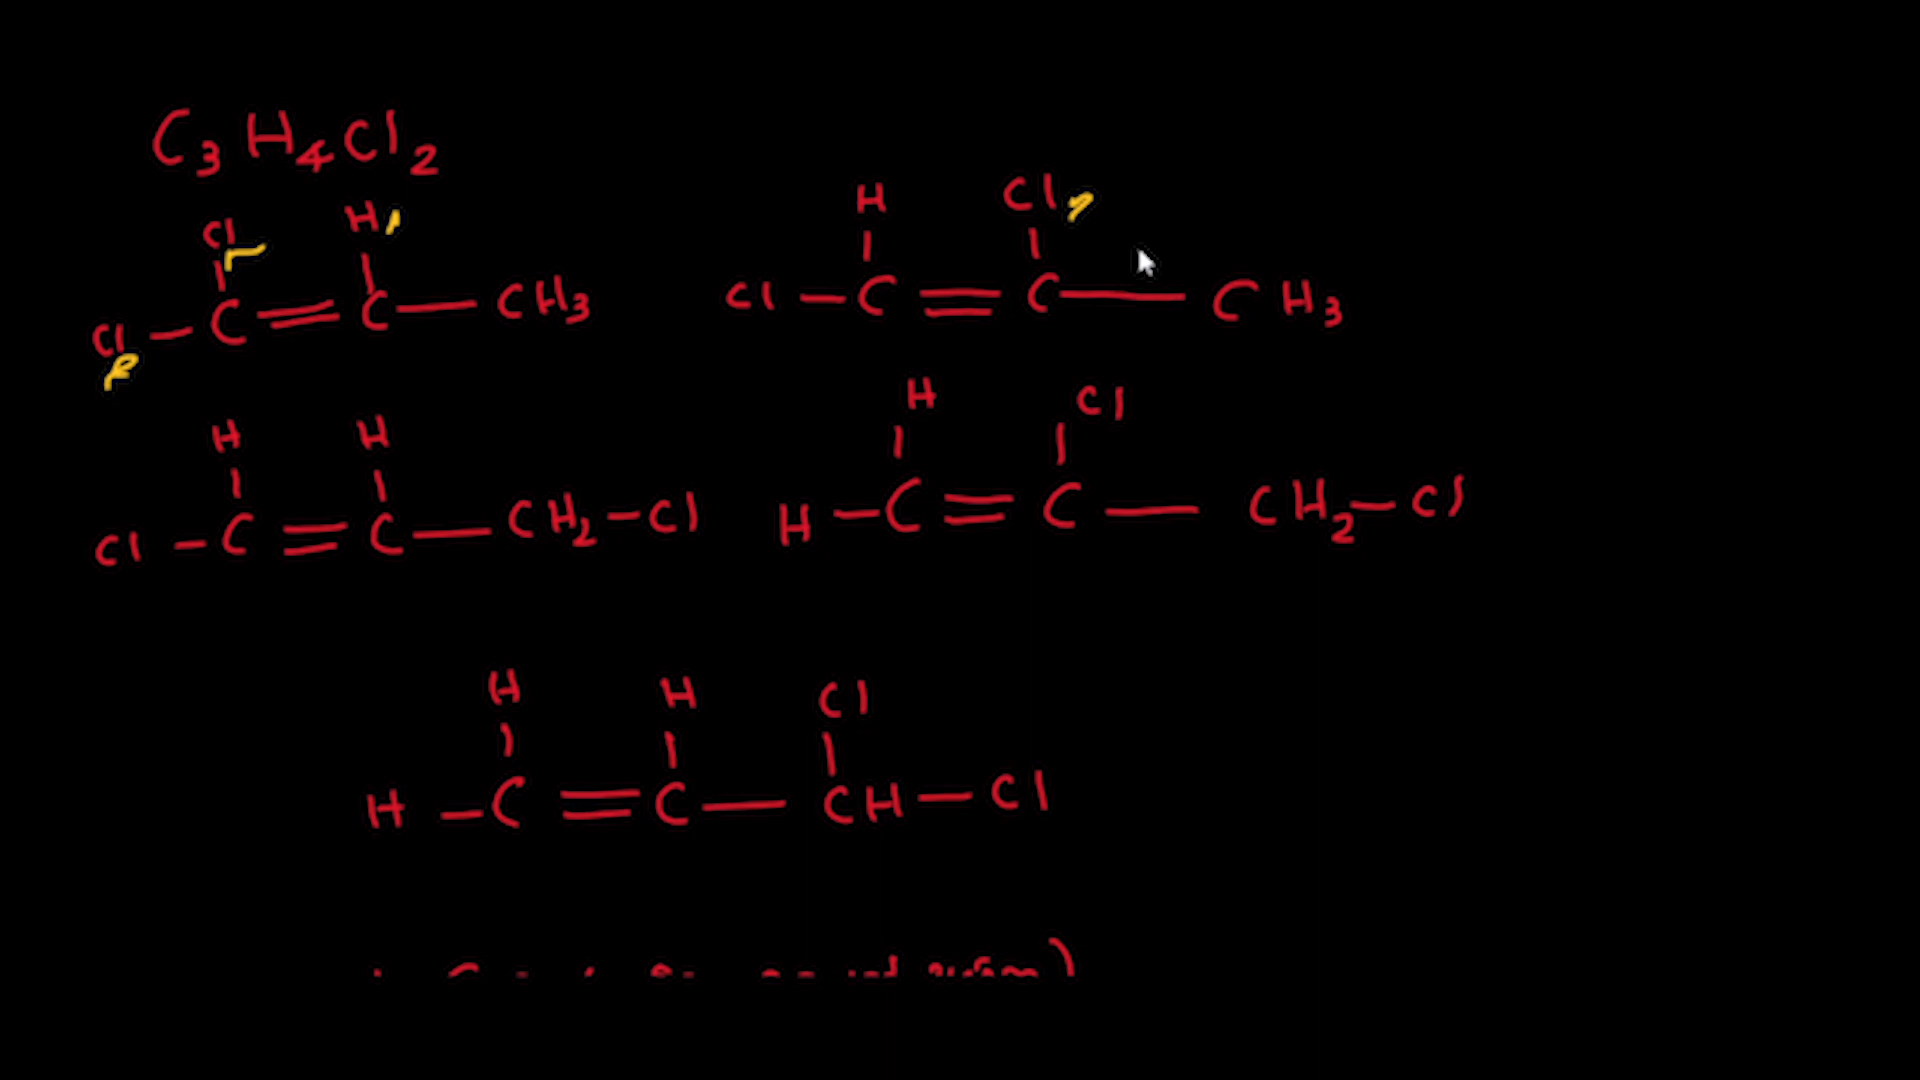 C3H4Cl2
Cl H
Cl - C = C - CH3
H Cl
Cl - C = C - CH3
H H
Cl - C = C - CH2 - Cl
H Cl
H - C = C - CH2 - Cl
H H Cl
H - C = C - CH - Cl